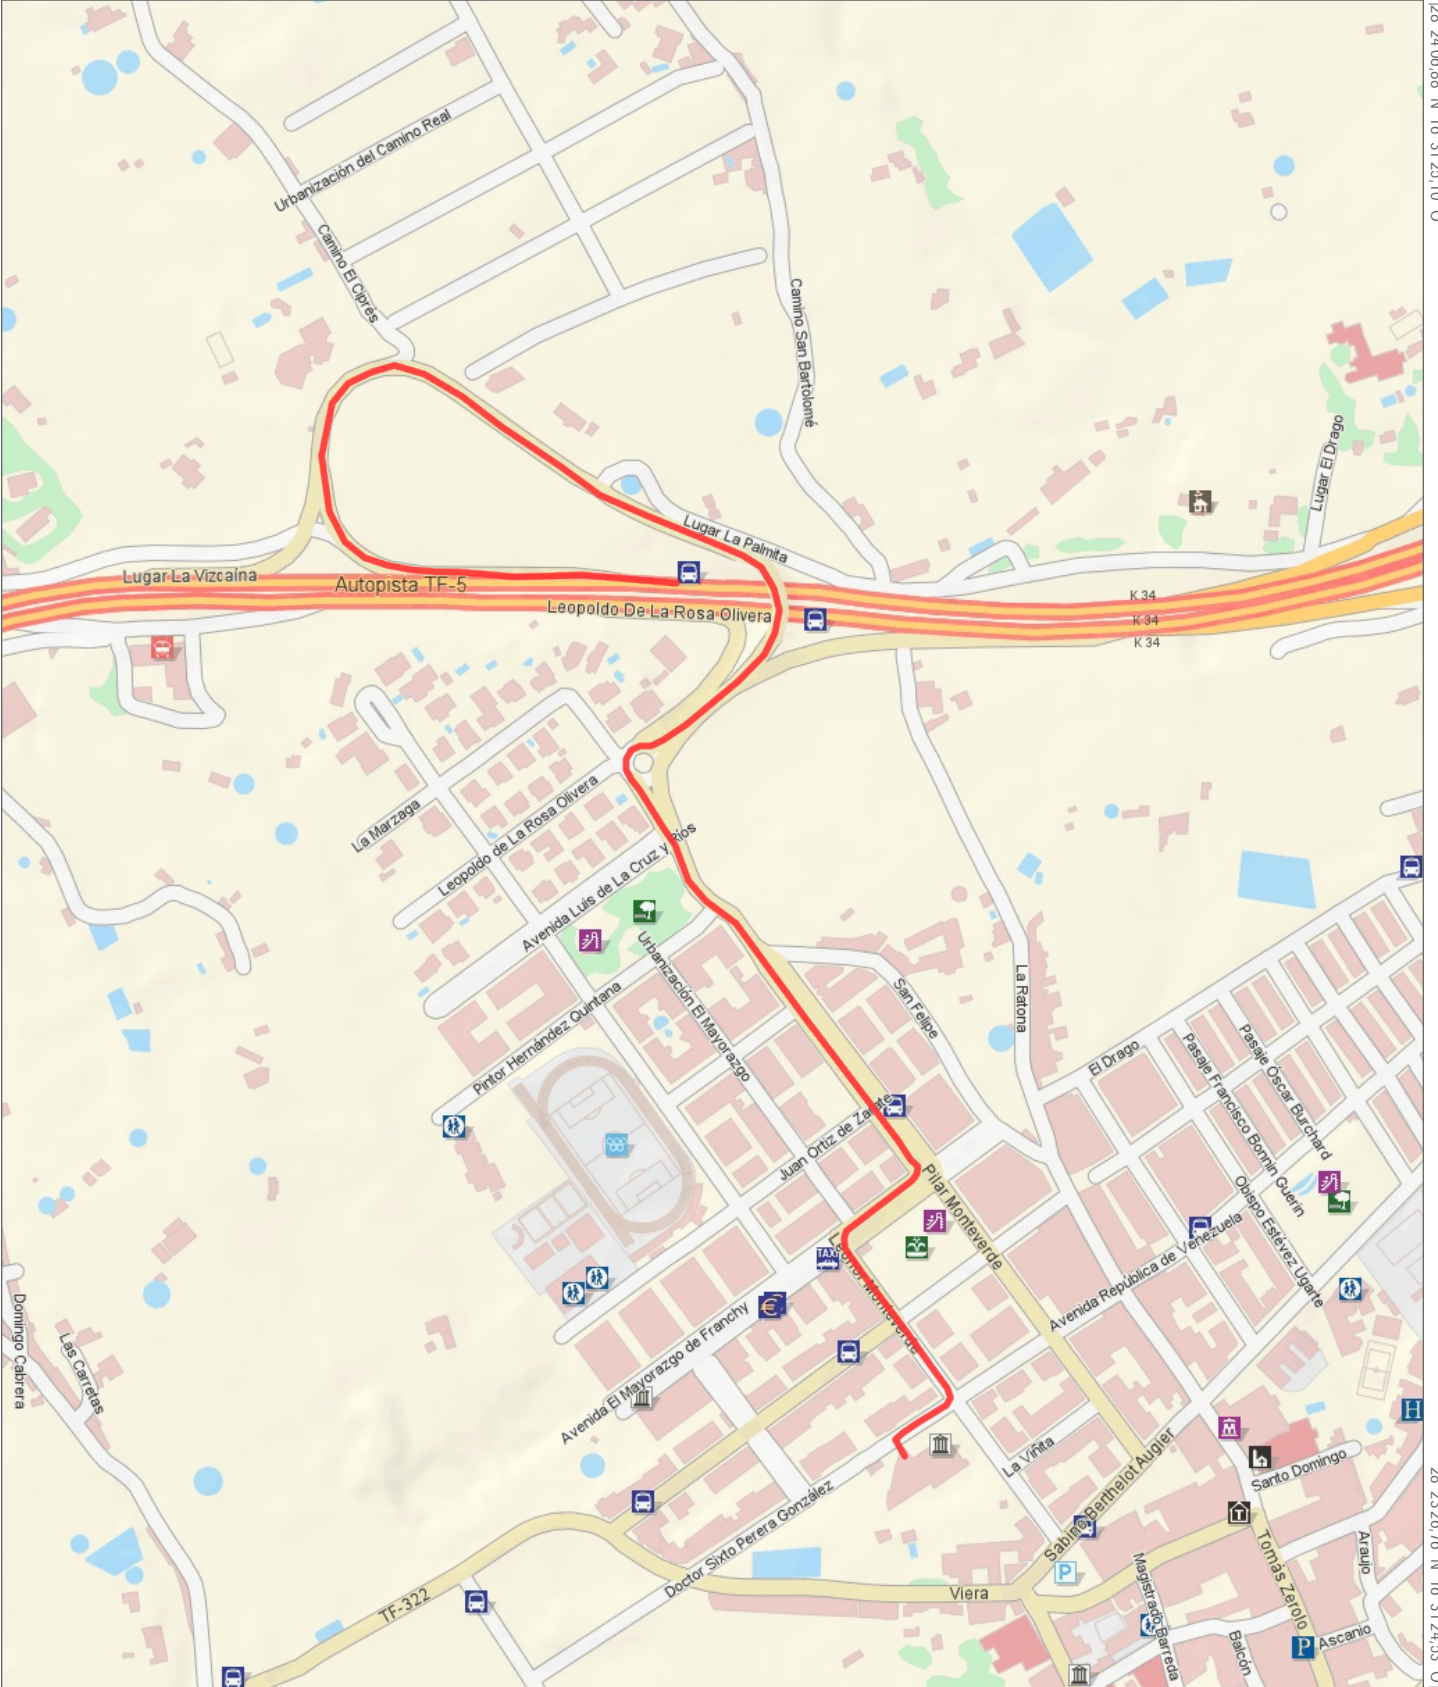 Urbanización del Camino Real
Camino El Ciprés
Camino San Bartolomé
Lugar El Drago
Lugar La Palmita
Lugar La Vizcaína
Autopista TF-5
Leopoldo De La Rosa Olivera
K 34
K 34
K 34
La Marzaga
Leopoldo de La Rosa Olivera
Avenida Luis de La Cruz y Ríos
Urbanización El Mayorazgo
Pintor Hernández Quintana
San Felipe
La Ratona
El Drago
Pasaje Óscar Burchard
Pasaje Francisco Bonnin Guerin
Juan Ortiz de Zarate
Pilar Monteverde
Obispo Estévez Ugarte
Avenida República de Venezuela
TAXI
Leonor Monteverde
Avenida El Mayorazgo de Franchy
Domingo Cabrera
Las Carretas
La Viñita
Sabino Berthelot Augier
Santo Domingo
H
M
T
Doctor Sixto Perera González
TF-322
Viera
P
Magistrado Barreda
Tomás Zerolo
Araujo
Balcón
P
Ascanio